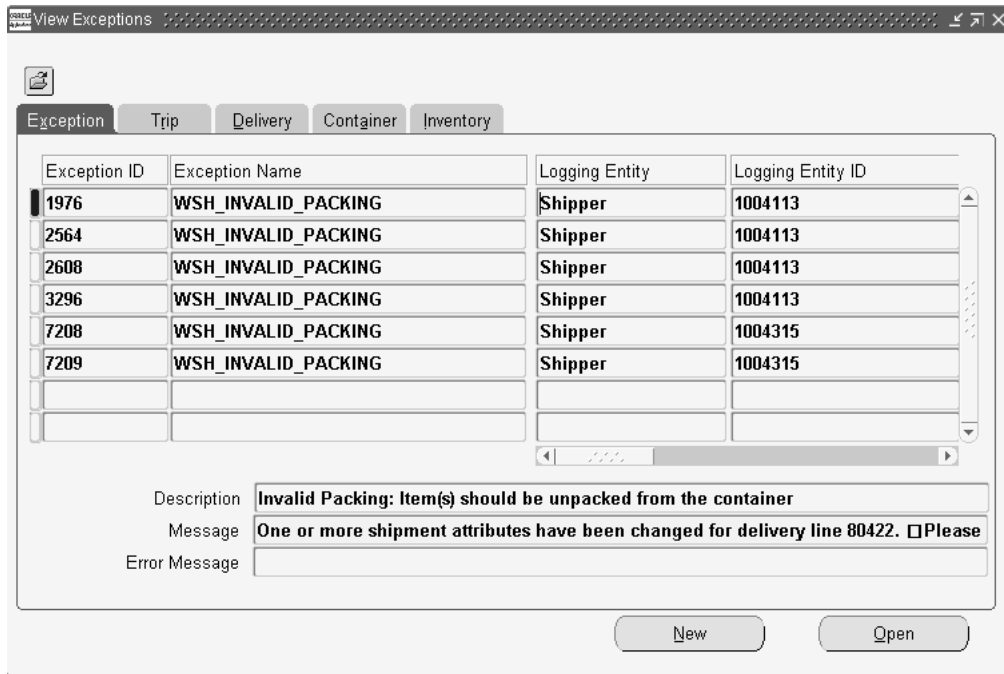 ORACLE
View Exceptions
Exception Trip Delivery Container Inventory
Exception ID Exception Name Logging Entity Logging Entity ID
1976 WSH_INVALID_PACKING Shipper 1004113
2564 WSH_INVALID_PACKING Shipper 1004113
2608 WSH_INVALID_PACKING Shipper 1004113
3296 WSH_INVALID_PACKING Shipper 1004113
7208 WSH_INVALID_PACKING Shipper 1004315
7209 WSH_INVALID_PACKING Shipper 1004315
Description Invalid Packing: Item(s) should be unpacked from the container
Message One or more shipment attributes have been changed for delivery line 80422. □Please
Error Message
New Open